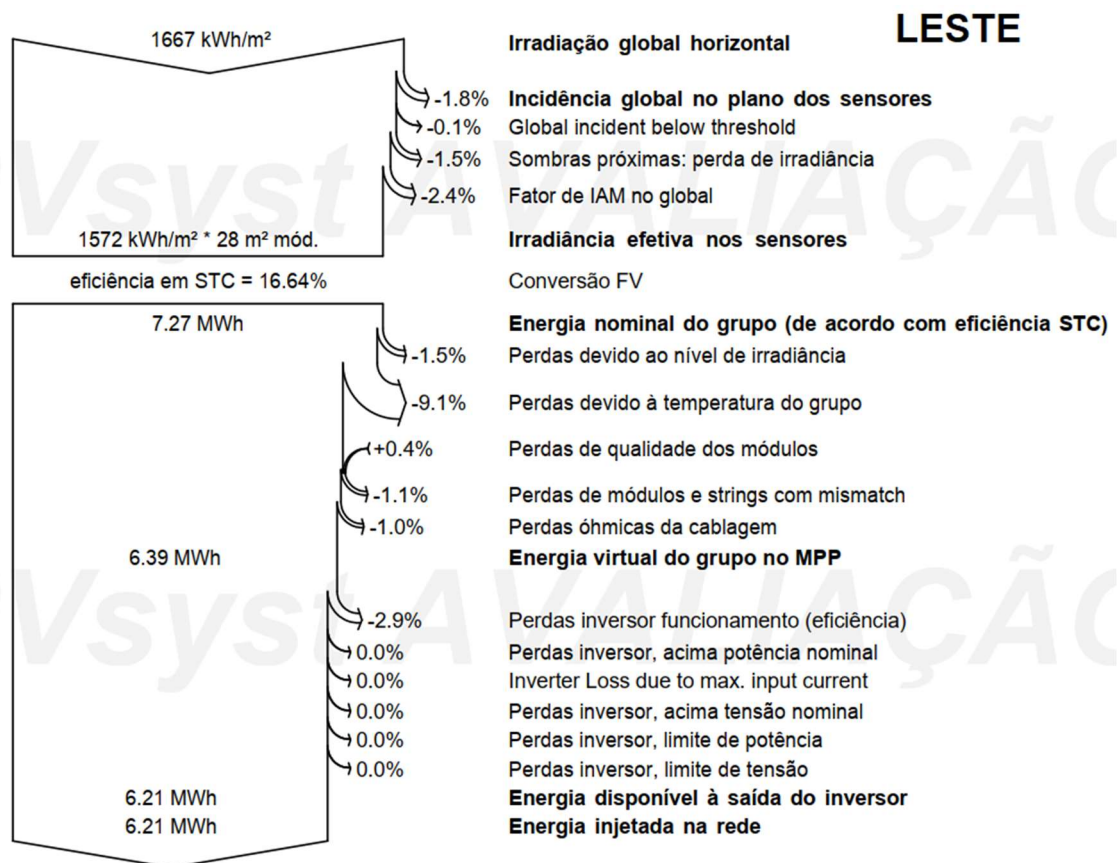 LESTE
1667 kWh/m² Irradiação global horizontal
-1.8% Incidência global no plano dos sensores
-0.1% Global incident below threshold
-1.5% Sombras próximas: perda de irradiância
-2.4% Fator de IAM no global
Vsyst AVALIAÇÃO
1572 kWh/m² * 28 m² mód. Irradiância efetiva nos sensores
eficiência em STC = 16.64% Conversão FV
7.27 MWh Energia nominal do grupo (de acordo com eficiência STC)
-1.5% Perdas devido ao nível de irradiância
-9.1% Perdas devido à temperatura do grupo
+0.4% Perdas de qualidade dos módulos
-1.1% Perdas de módulos e strings com mismatch
-1.0% Perdas óhmicas da cablagem
6.39 MWh Energia virtual do grupo no MPP
Vsyst AVALIAÇÃO
-2.9% Perdas inversor funcionamento (eficiência)
0.0% Perdas inversor, acima potência nominal
0.0% Inverter Loss due to max. input current
0.0% Perdas inversor, acima tensão nominal
0.0% Perdas inversor, limite de potência
0.0% Perdas inversor, limite de tensão
6.21 MWh Energia disponível à saída do inversor
6.21 MWh Energia injetada na rede